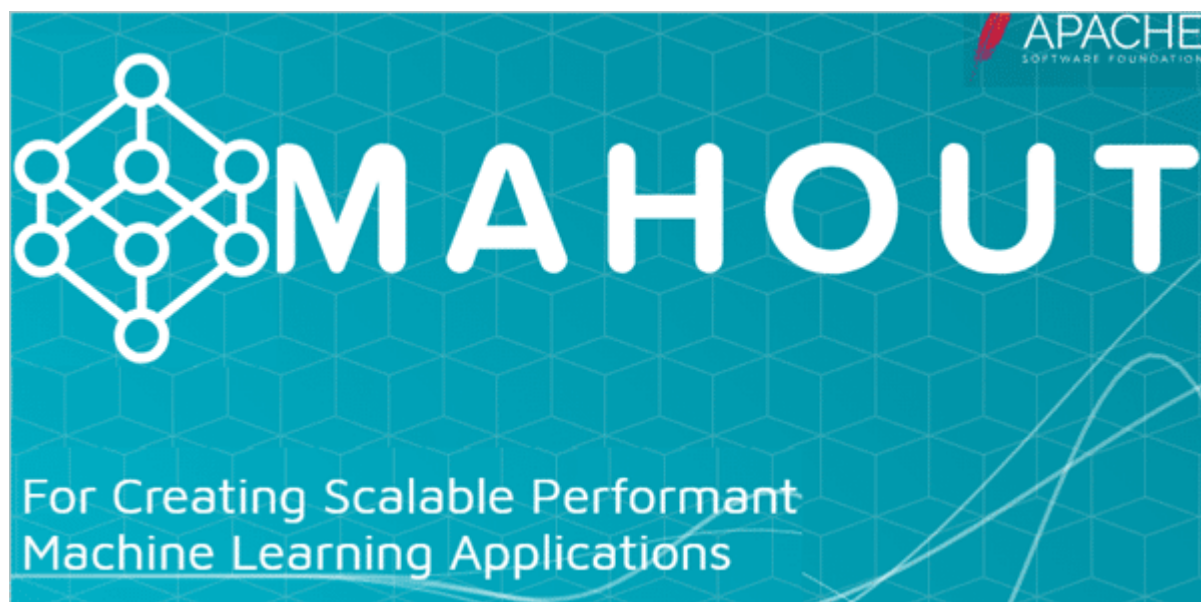 APACHE
SOFTWARE FOUNDATION
MAHOUT
For Creating Scalable Performant
Machine Learning Applications